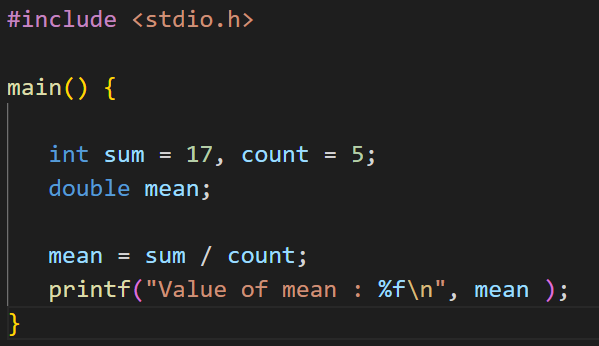 #include <stdio.h>
main() {
int sum = 17, count = 5;
double mean;
mean = sum / count;
printf("Value of mean : %f\n", mean );
}